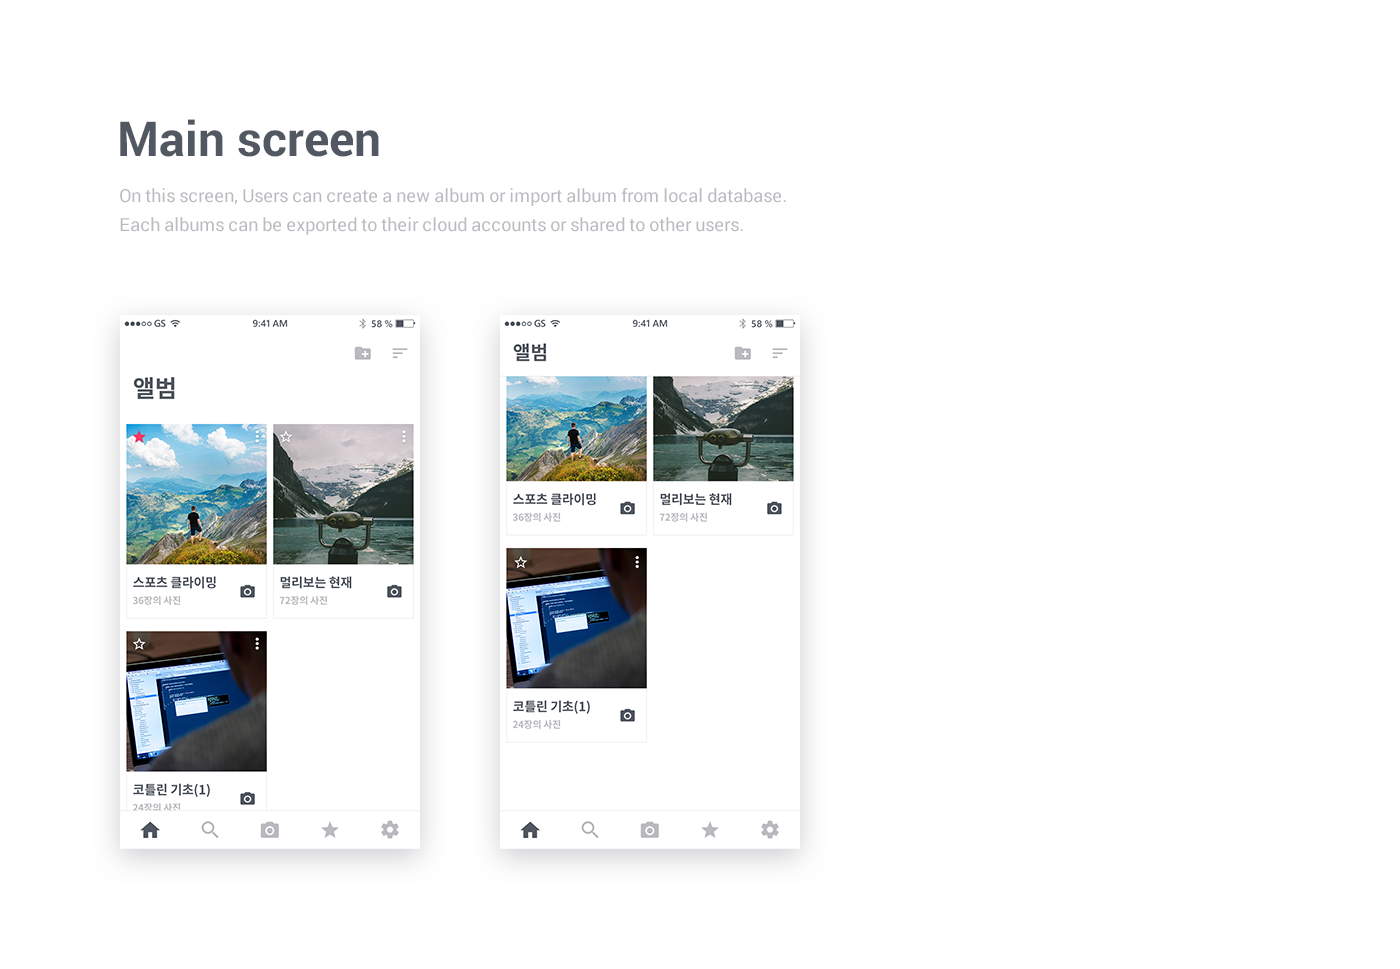 Main screen
On this screen, Users can create a new album or import album from local database.
Each albums can be exported to their cloud accounts or shared to other users.
GS 9:41 AM 58 %
앨범
스포츠 클라이밍
36장의 사진
멀리보는 현재
72장의 사진
코틀린 기초(1)
24장의 사진
GS 9:41 AM 58 %
앨범
스포츠 클라이밍
36장의 사진
멀리보는 현재
72장의 사진
코틀린 기초(1)
24장의 사진